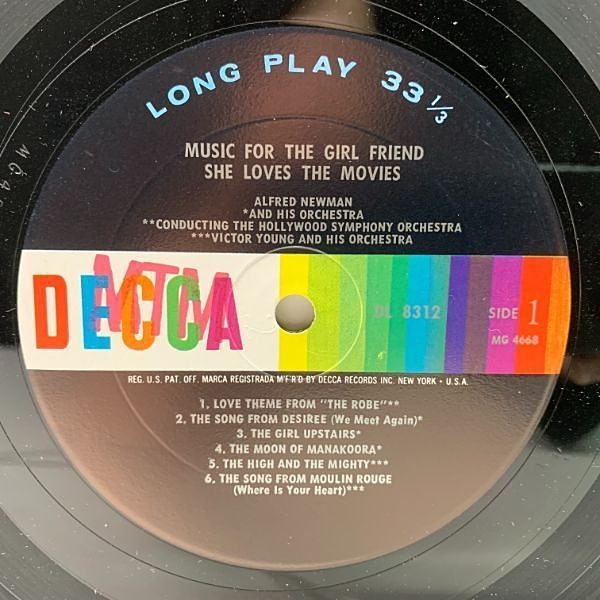 LONG PLAY 33 1/3
MUSIC FOR THE GIRL FRIEND
SHE LOVES THE MOVIES
ALFRED NEWMAN
*AND HIS ORCHESTRA
**CONDUCTING THE HOLLYWOOD SYMPHONY ORCHESTRA
***VICTOR YOUNG AND HIS ORCHESTRA
DECCA
MTM
DL 8312
SIDE 1
MG 4668
REG. U.S. PAT. OFF. MARCA REGISTRADA M'F'R'D BY DECCA RECORDS INC. NEW YORK • U.S.A.
1. LOVE THEME FROM "THE ROBE"**
2. THE SONG FROM DESIREE (We Meet Again)*
3. THE GIRL UPSTAIRS*
4. THE MOON OF MANAKOORA*
5. THE HIGH AND THE MIGHTY***
6. THE SONG FROM MOULIN ROUGE
(Where Is Your Heart)***